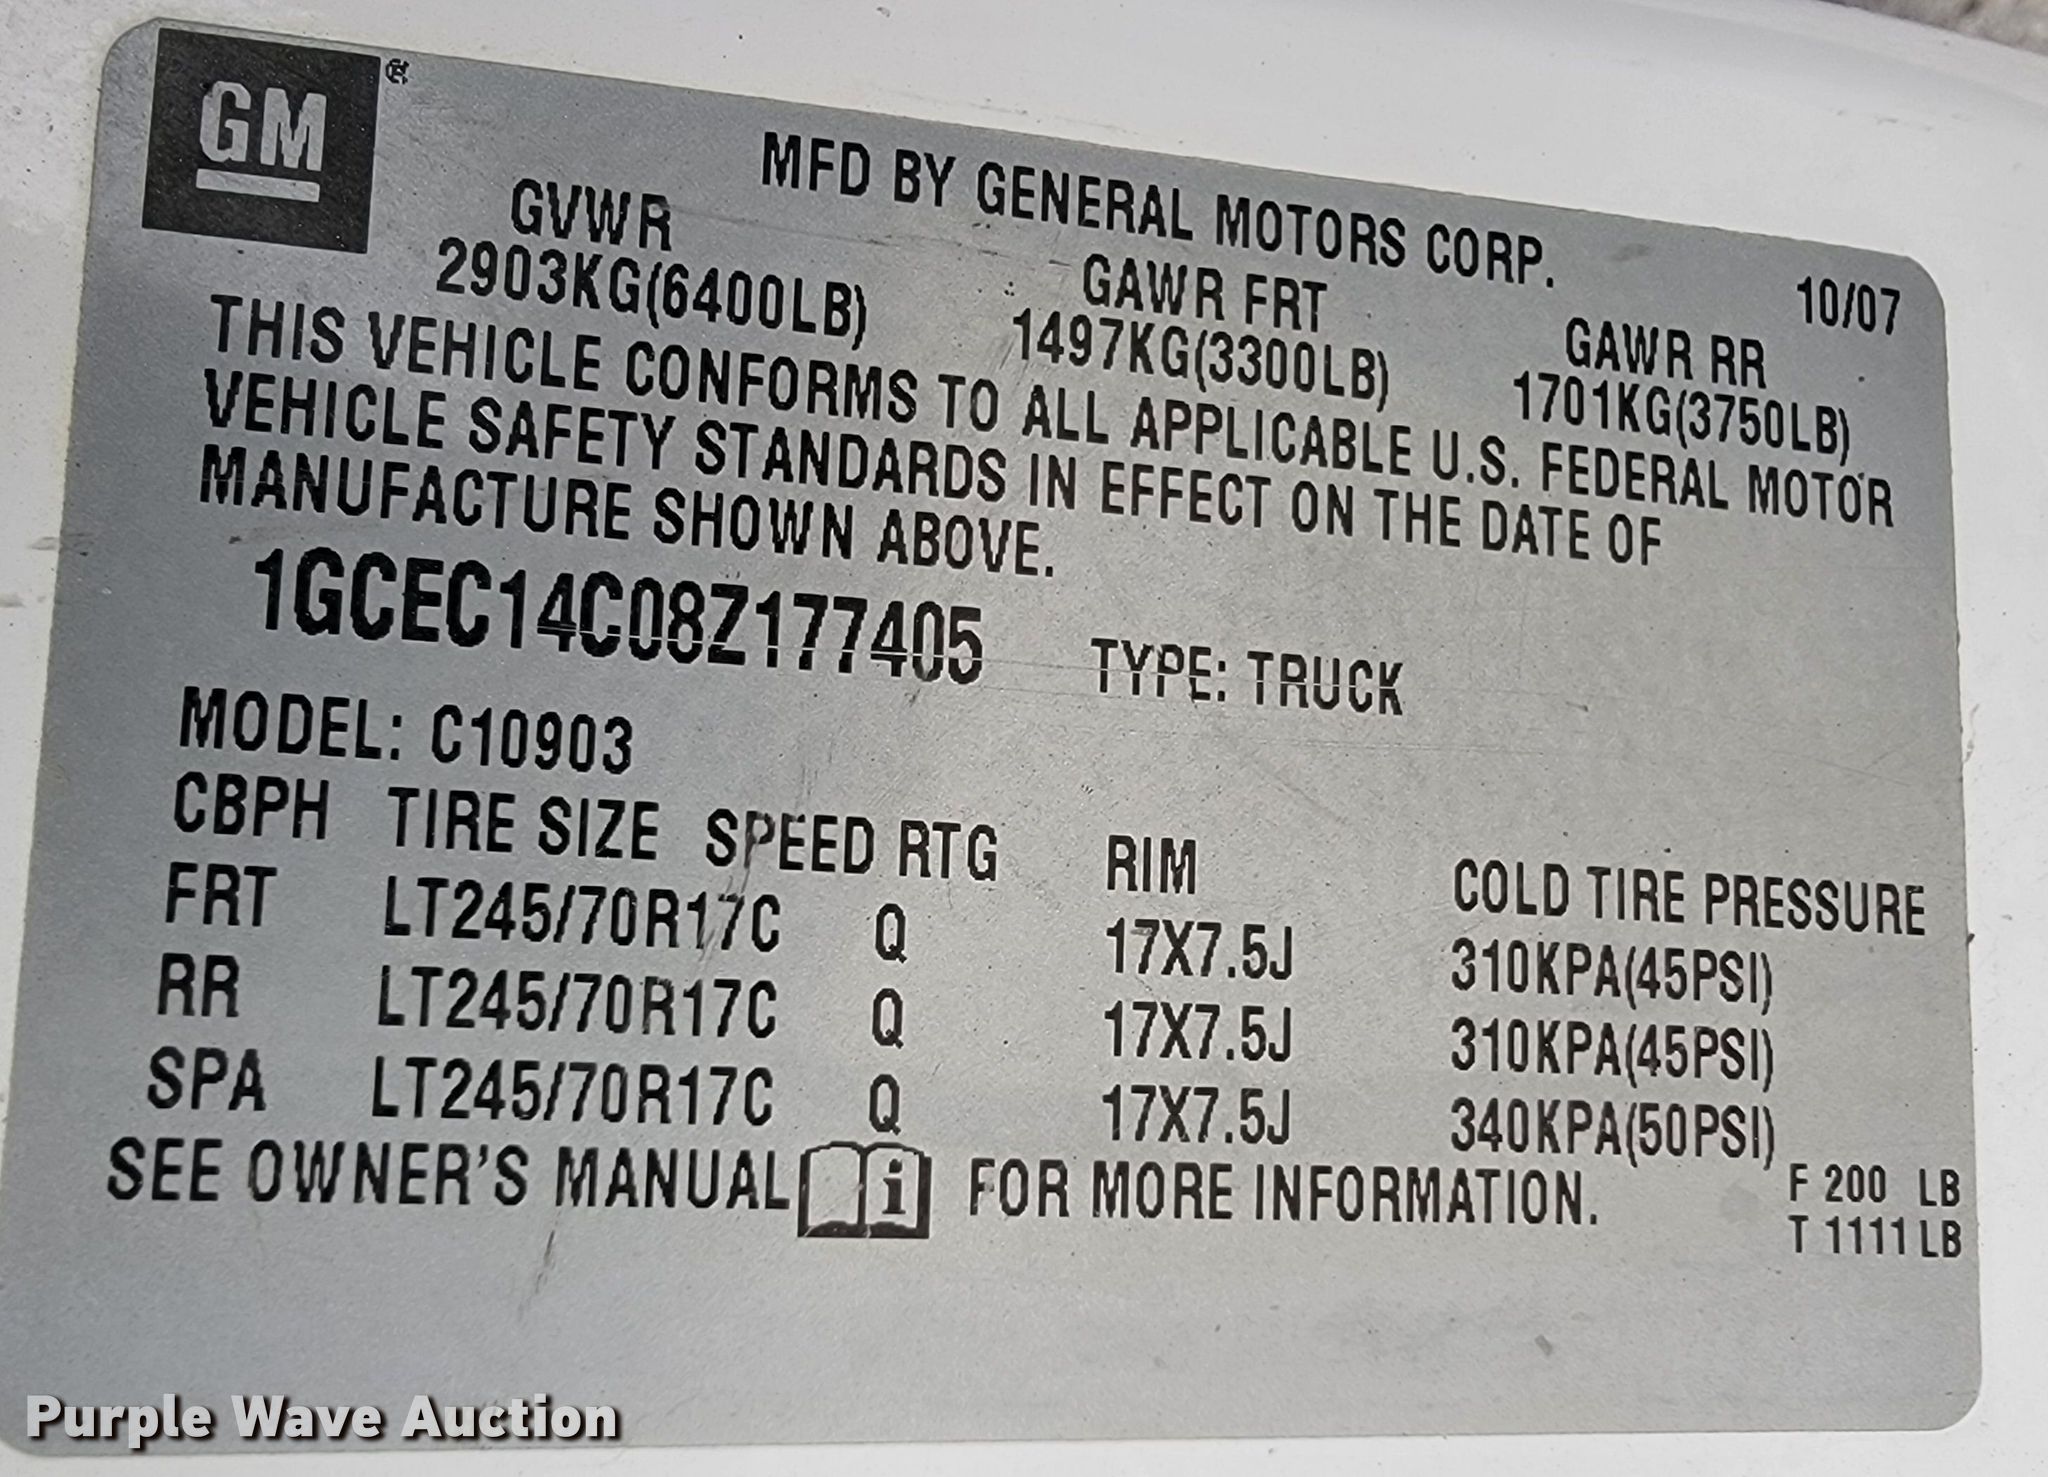 GM ®
MFD BY GENERAL MOTORS CORP. 10/07
GVWR GAWR FRT GAWR RR
2903KG(6400LB) 1497KG(3300LB) 1701KG(3750LB)
THIS VEHICLE CONFORMS TO ALL APPLICABLE U.S. FEDERAL MOTOR
VEHICLE SAFETY STANDARDS IN EFFECT ON THE DATE OF
MANUFACTURE SHOWN ABOVE.
1GCEC14C08Z177405 TYPE: TRUCK
MODEL: C10903
CBPH TIRE SIZE SPEED RTG RIM COLD TIRE PRESSURE
FRT LT245/70R17C Q 17X7.5J 310KPA(45PSI)
RR LT245/70R17C Q 17X7.5J 310KPA(45PSI)
SPA LT245/70R17C Q 17X7.5J 340KPA(50PSI)
SEE OWNER'S MANUAL i FOR MORE INFORMATION.
F 200 LB
T 1111 LB
Purple Wave Auction